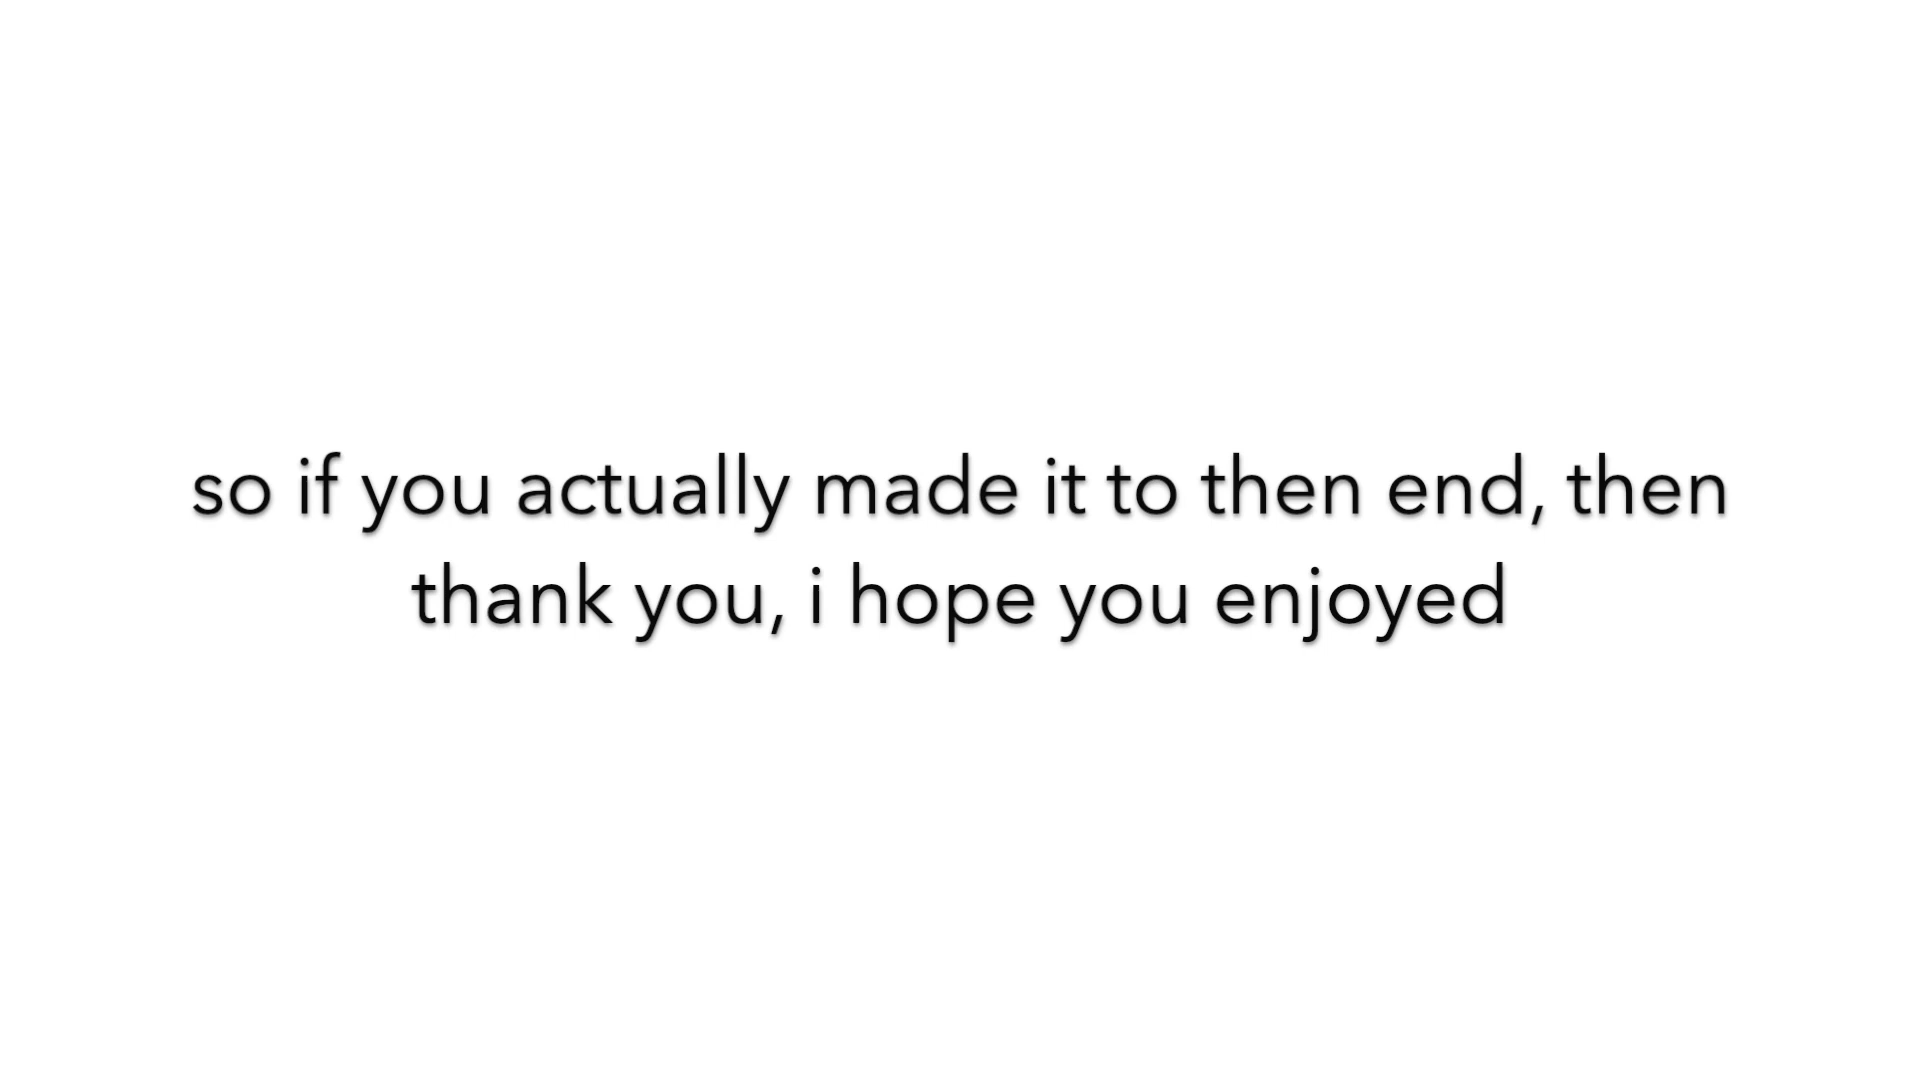 so if you actually made it to then end, then
thank you, i hope you enjoyed